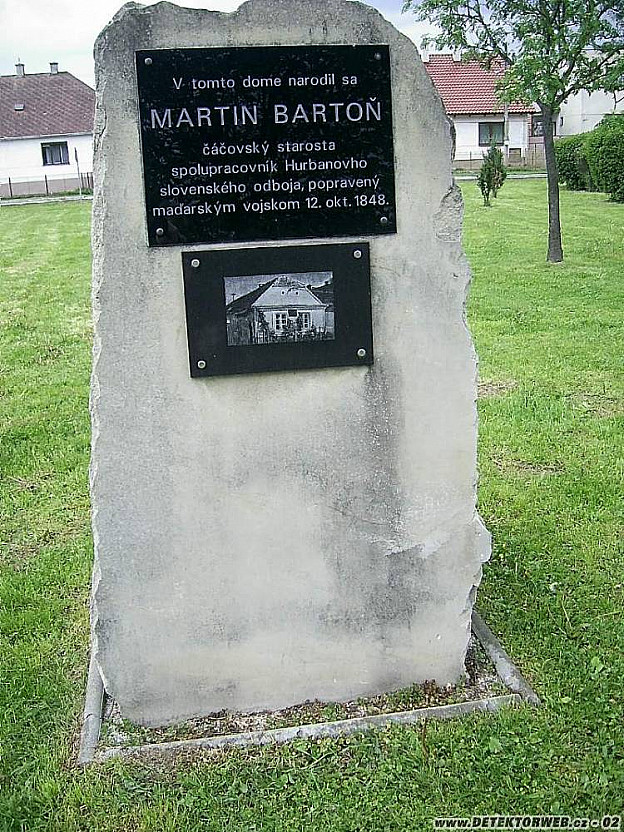 V tomto dome narodil sa
MARTIN BARTOŇ
čáčovský starosta
spolupracovník Hurbanovho
slovenského odboja, popravený
maďarským vojskom 12. okt. 1848.
www.DETEKTORWEB.cz - 02